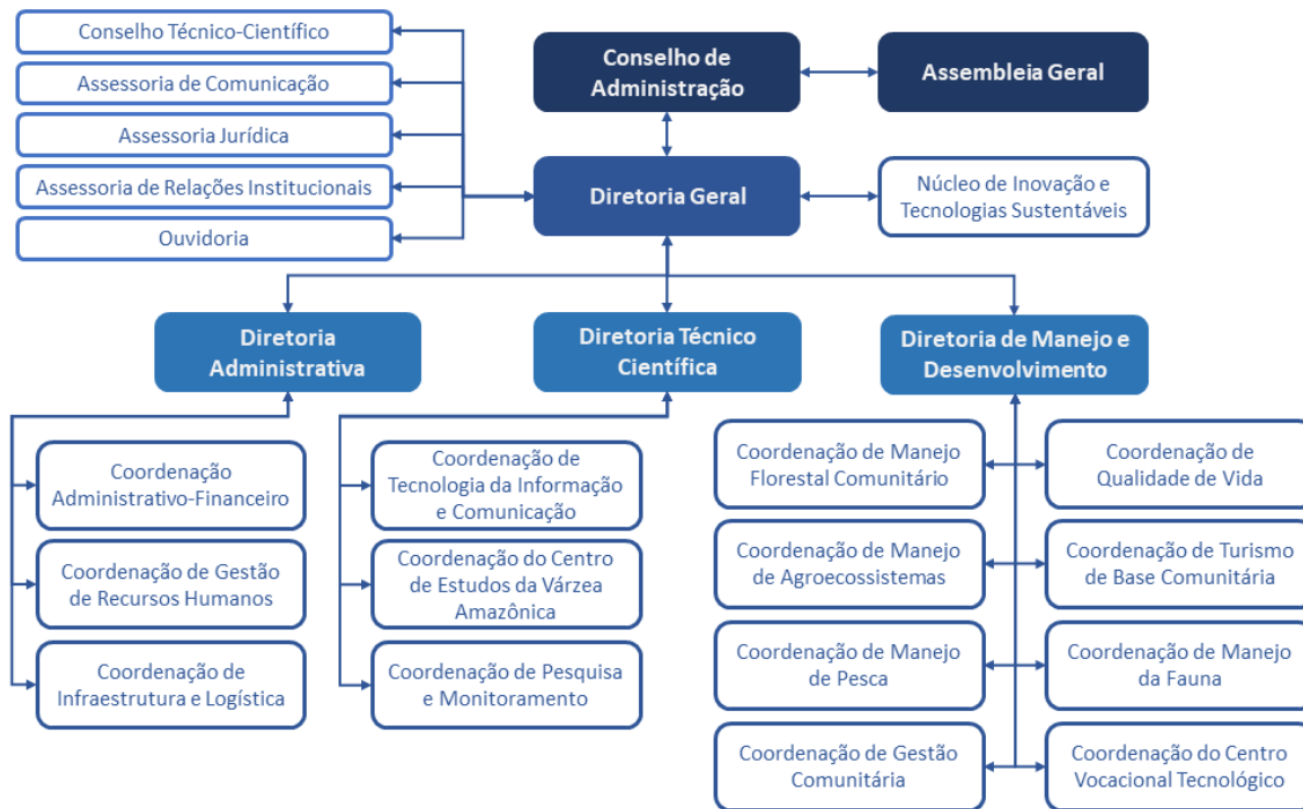 Conselho Técnico-Científico
Assessoria de Comunicação
Assessoria Jurídica
Assessoria de Relações Institucionais
Ouvidoria
Conselho de
Administração
Assembleia Geral
Diretoria Geral
Núcleo de Inovação e
Tecnologias Sustentáveis
Diretoria
Administrativa
Diretoria Técnico
Científica
Diretoria de Manejo e
Desenvolvimento
Coordenação
Administrativo-Financeiro
Coordenação de Gestão
de Recursos Humanos
Coordenação de
Infraestrutura e Logística
Coordenação de
Tecnologia da Informação
e Comunicação
Coordenação do Centro
de Estudos da Várzea
Amazônica
Coordenação de Pesquisa
e Monitoramento
Coordenação de Manejo
Florestal Comunitário
Coordenação de
Qualidade de Vida
Coordenação de Manejo
de Agroecossistemas
Coordenação de Turismo
de Base Comunitária
Coordenação de Manejo
de Pesca
Coordenação de Manejo
da Fauna
Coordenação de Gestão
Comunitária
Coordenação do Centro
Vocacional Tecnológico